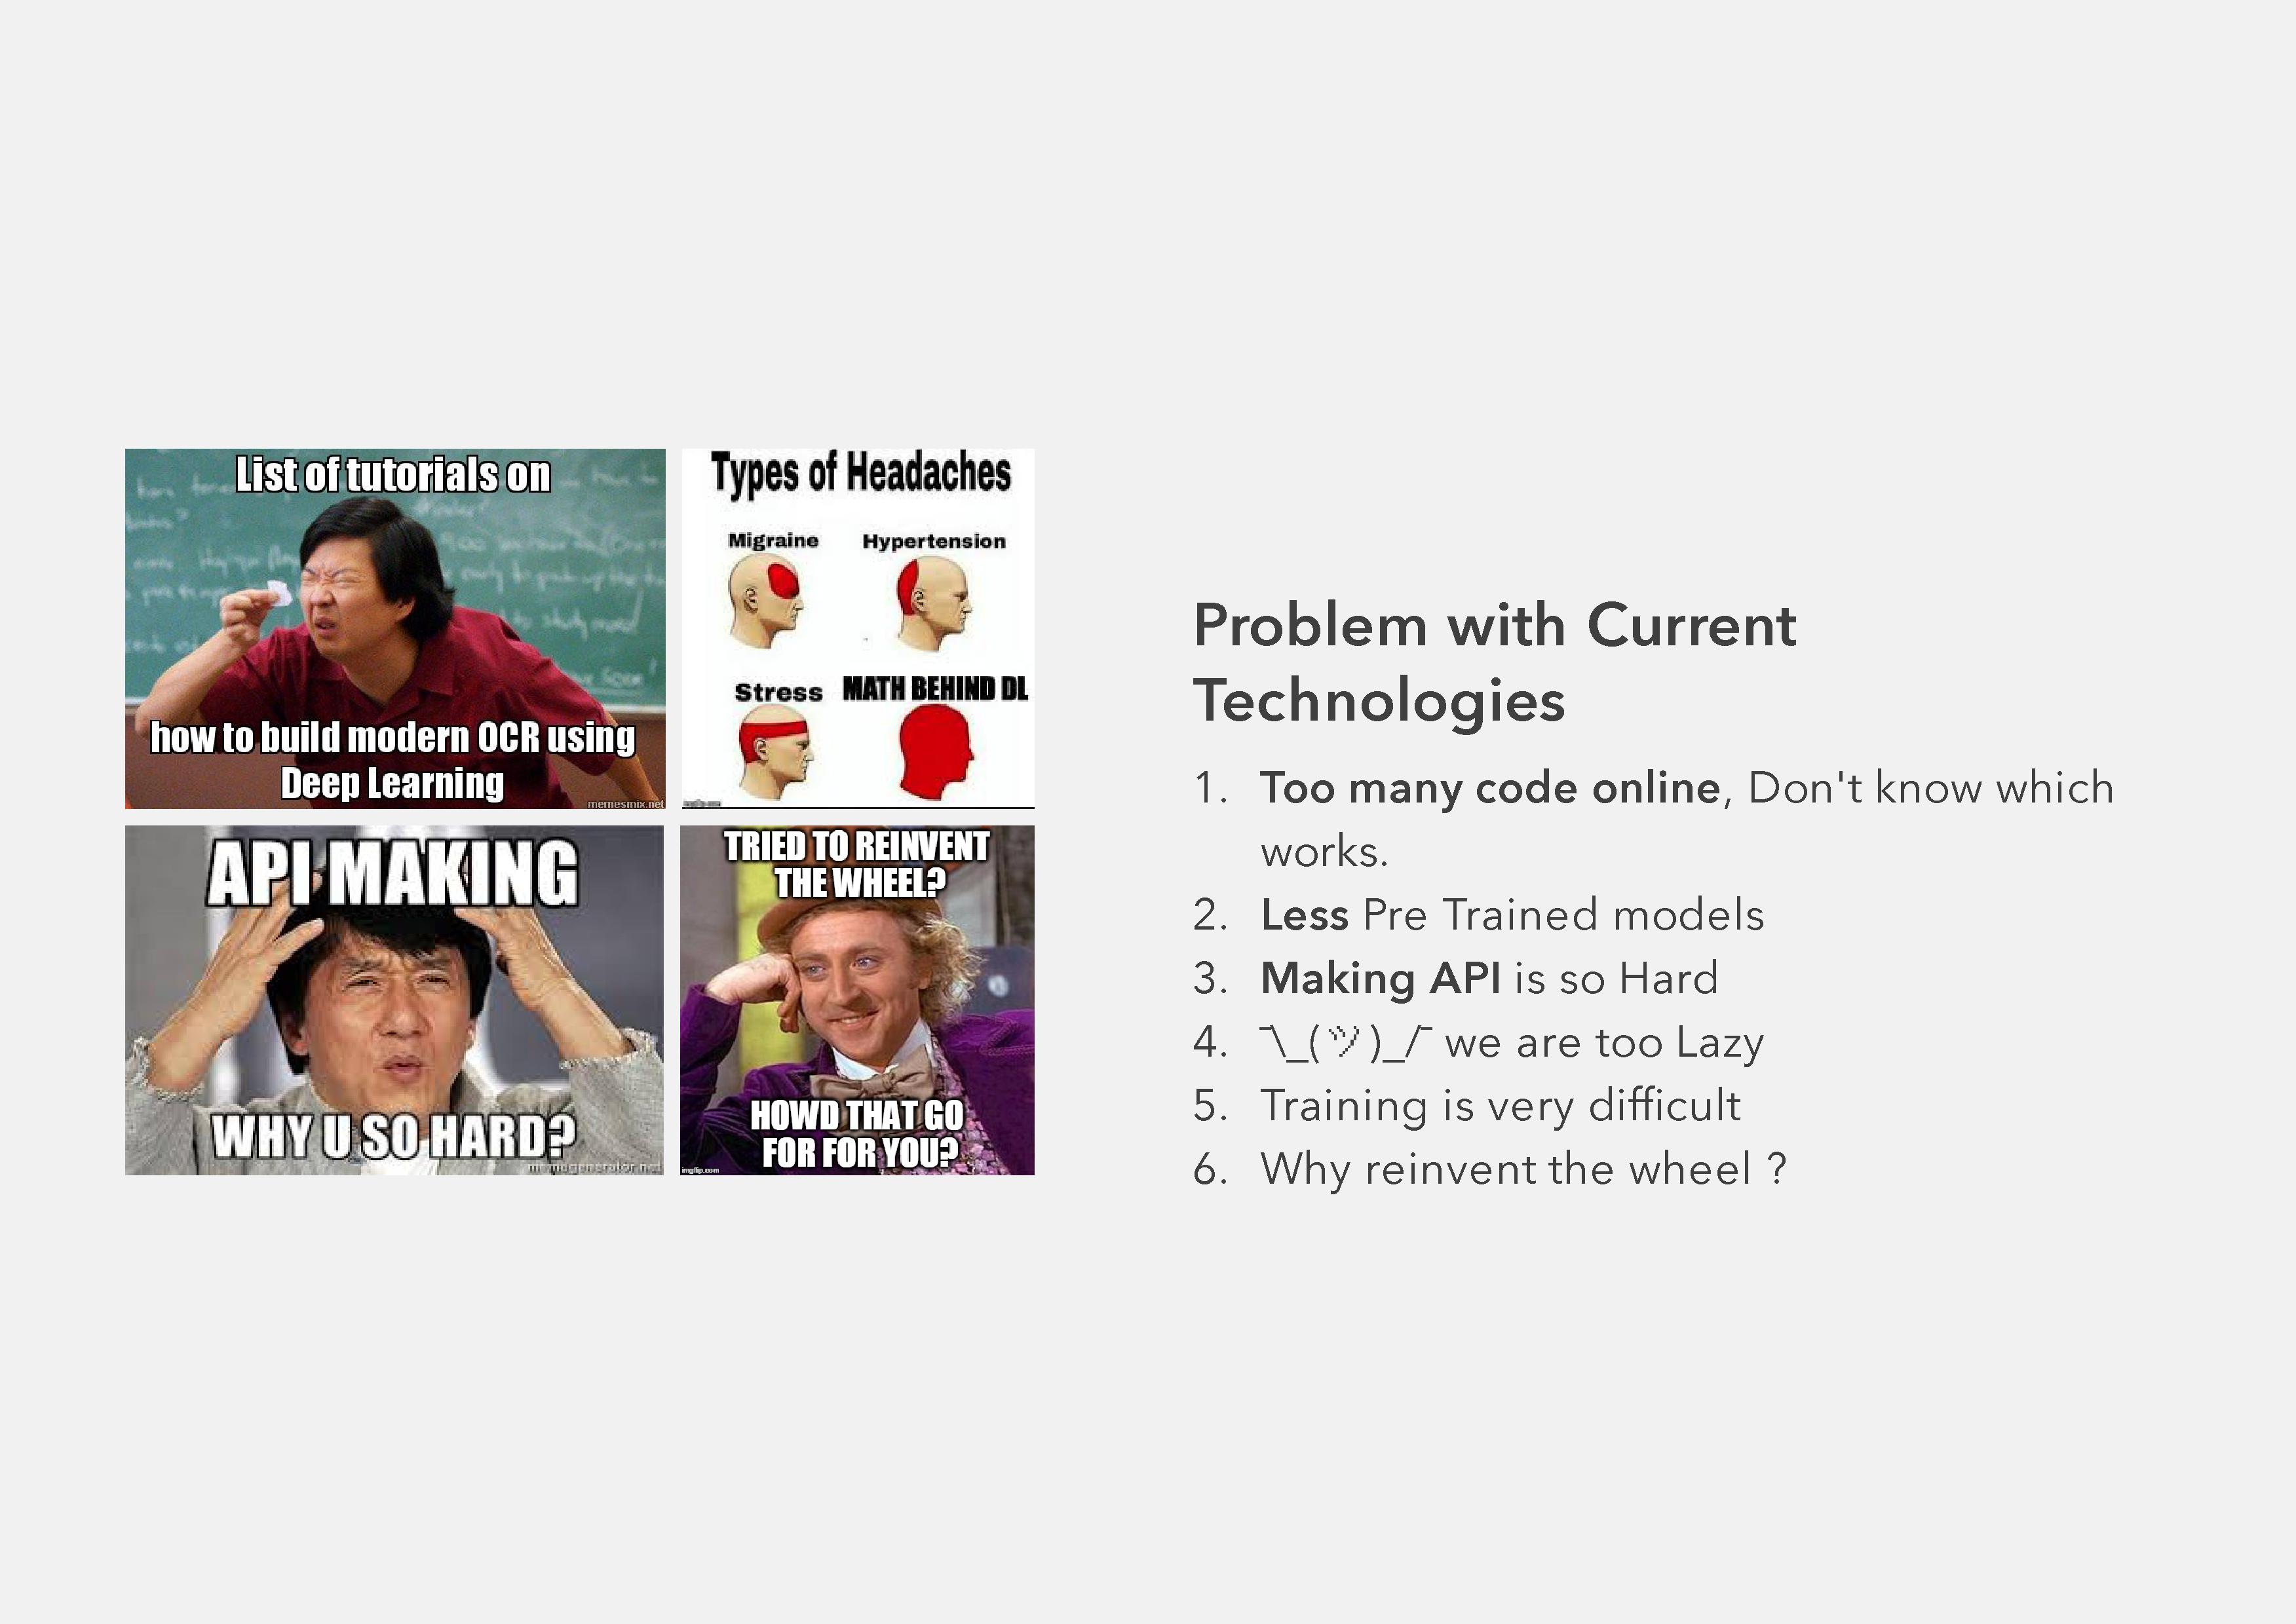 List of tutorials on
how to build modern OCR using
Deep Learning
memesmix.net
Types of Headaches
Migraine Hypertension
Stress MATH BEHIND DL
API MAKING
WHY U SO HARD?
memegenerator.net
TRIED TO REINVENT
THE WHEEL?
HOWD THAT GO
FOR FOR YOU?
imgflip.com
Problem with Current
Technologies
1. Too many code online, Don't know which
works.
2. Less Pre Trained models
3. Making API is so Hard
4. ¯\_(ツ)_/¯ we are too Lazy
5. Training is very difficult
6. Why reinvent the wheel ?